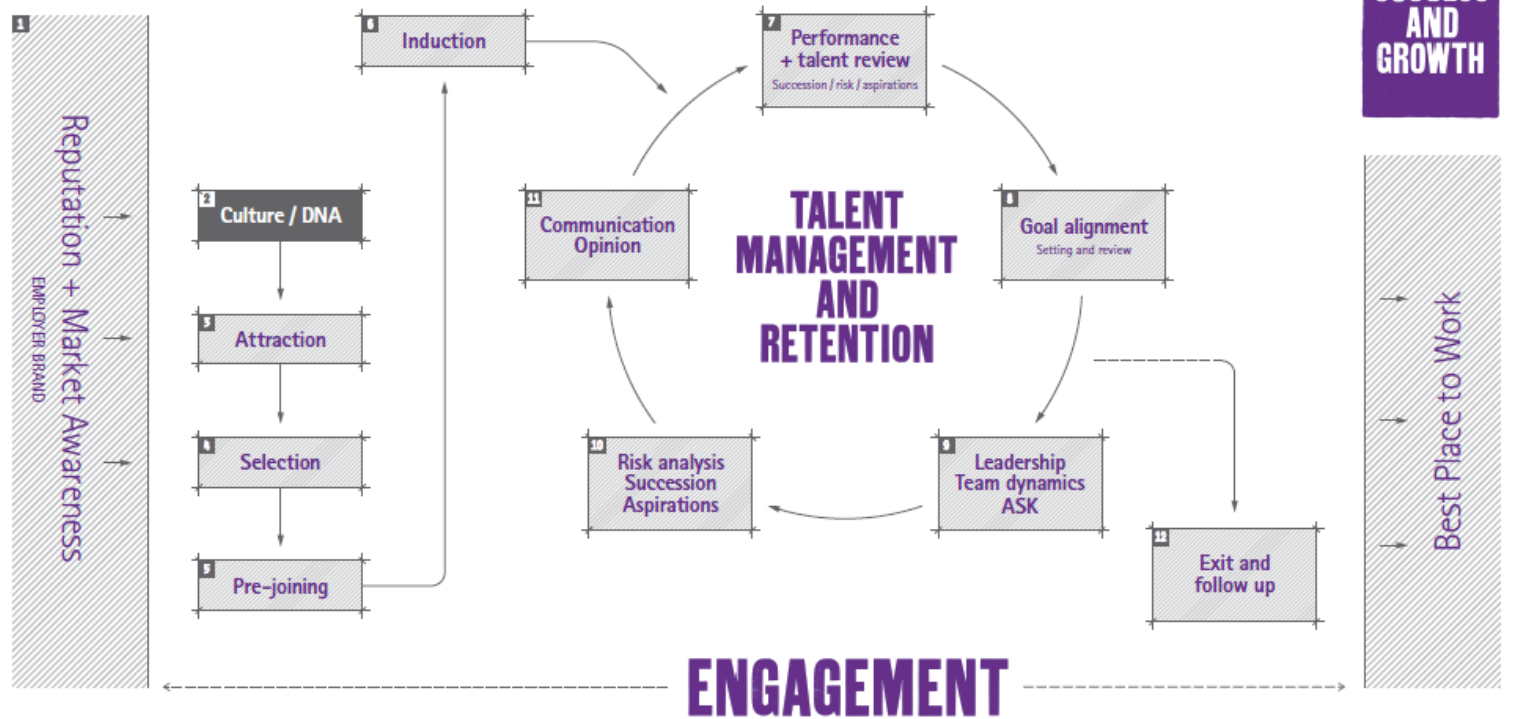 1
Reputation + Market Awareness
EMPLOYER BRAND
2
Culture / DNA
3
Attraction
4
Selection
5
Pre-joining
6
Induction
7
Performance
+ talent review
Succession / risk / aspirations
8
Goal alignment
Setting and review
9
Leadership
Team dynamics
ASK
10
Risk analysis
Succession
Aspirations
11
Communication
Opinion
TALENT
MANAGEMENT
AND
RETENTION
12
Exit and
follow up
AND
GROWTH
Best Place to Work
ENGAGEMENT